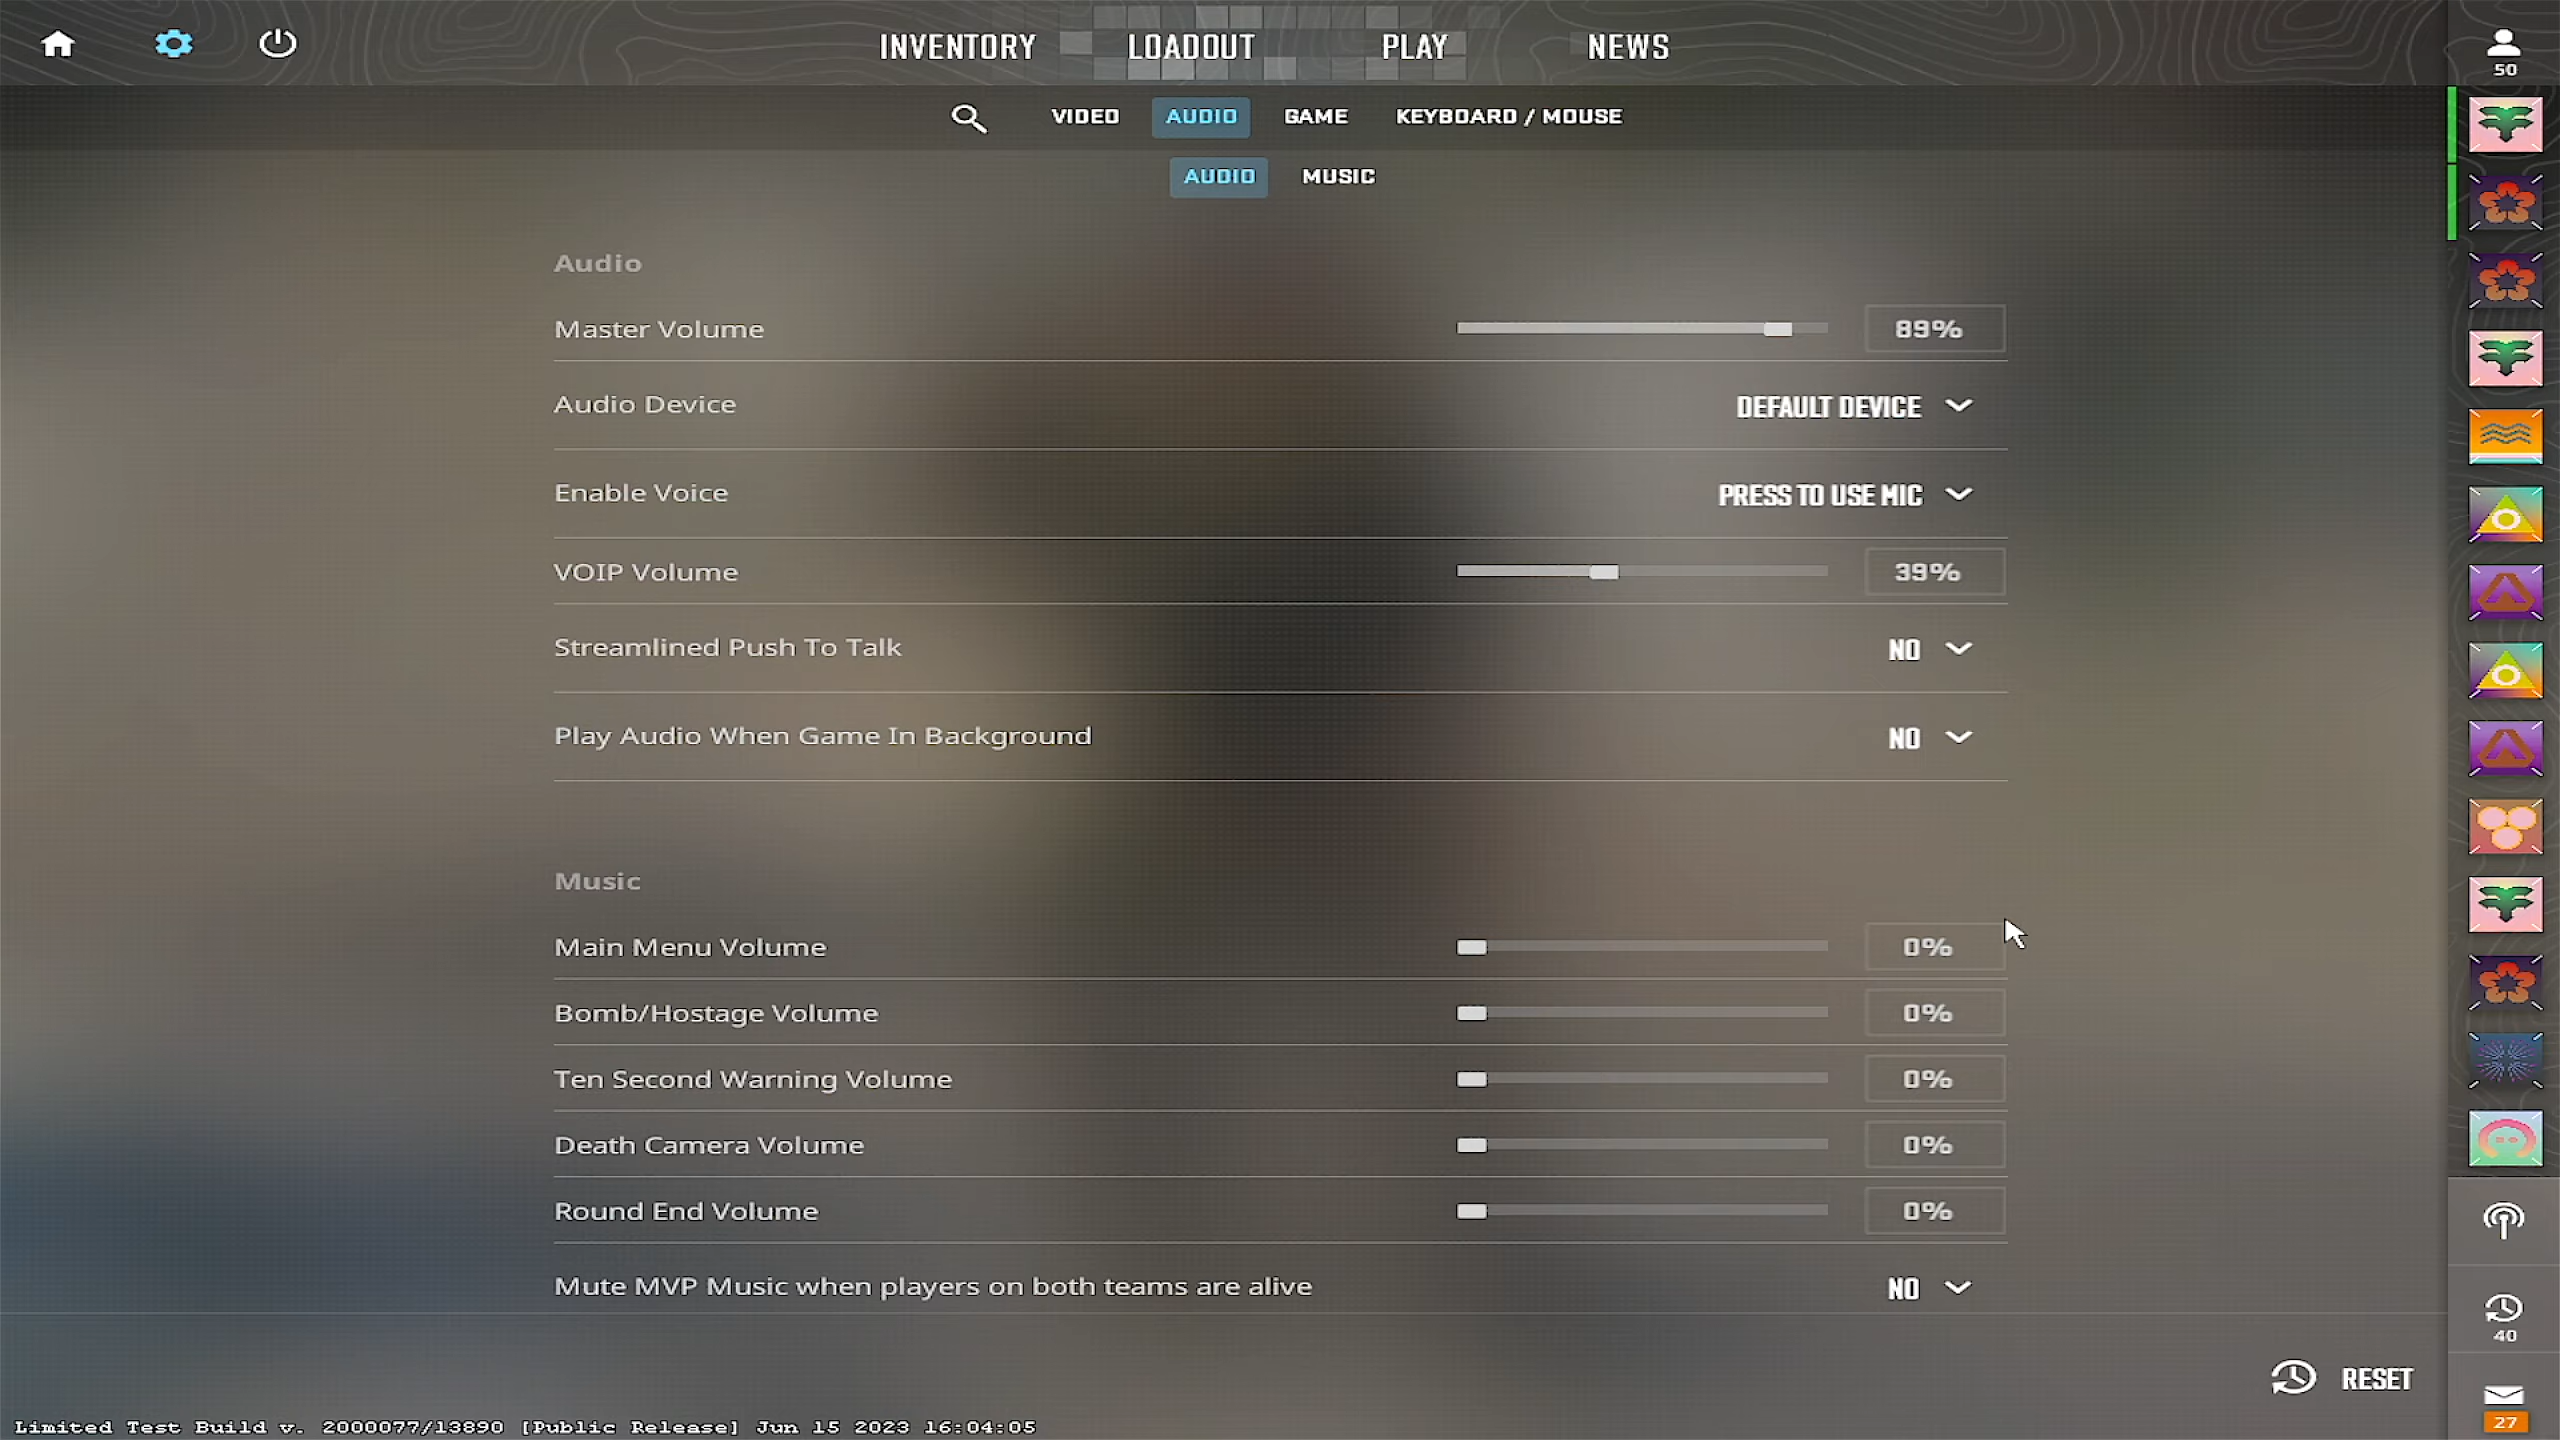 INVENTORY LOADOUT PLAY NEWS
50
VIDEO AUDIO GAME KEYBOARD / MOUSE
AUDIO MUSIC
Audio
Master Volume 89%
Audio Device DEFAULT DEVICE
Enable Voice PRESS TO USE MIC
VOIP Volume 39%
Streamlined Push To Talk NO
Play Audio When Game In Background NO
Music
Main Menu Volume 0%
Bomb/Hostage Volume 0%
Ten Second Warning Volume 0%
Death Camera Volume 0%
Round End Volume 0%
Mute MVP Music when players on both teams are alive NO
40
RESET
27
Limited Test Build v. 2000077/13890 [Public Release] Jun 15 2023 16:04:05